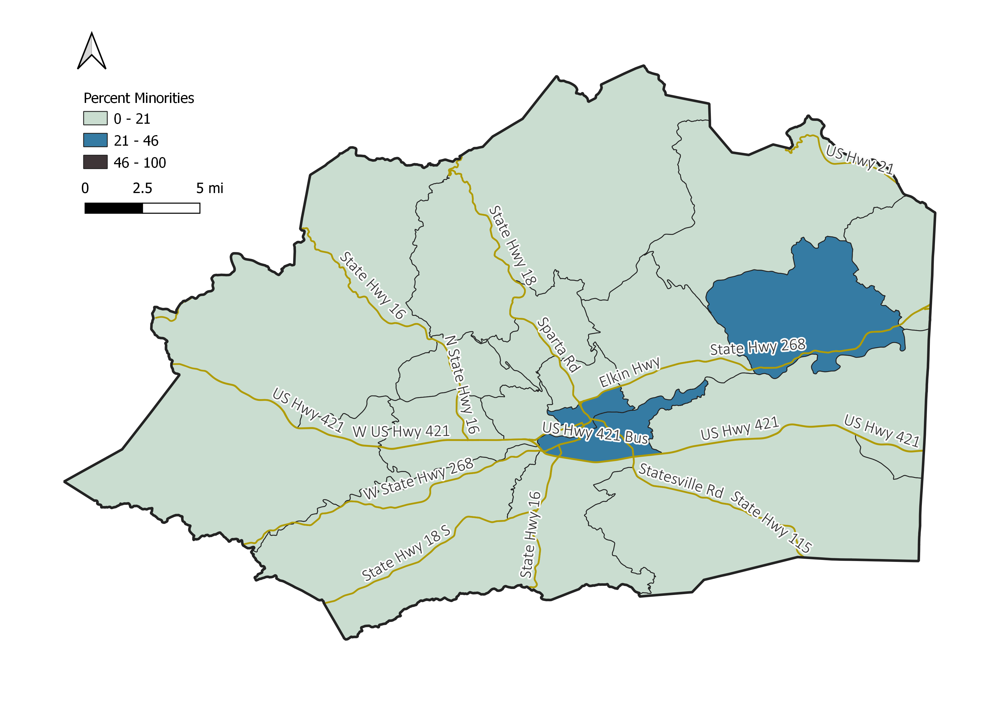 Percent Minorities
0 - 21
21 - 46
46 - 100
0 2.5 5 mi
US Hwy 21
State Hwy 18
State Hwy 16
Sparta Rd
N State Hwy 16
State Hwy 268
Elkin Hwy
US Hwy 421
W US Hwy 421
US Hwy 421 Bus
US Hwy 421
US Hwy 421
W State Hwy 268
Statesville Rd
State Hwy 115
State Hwy 16
State Hwy 18 S